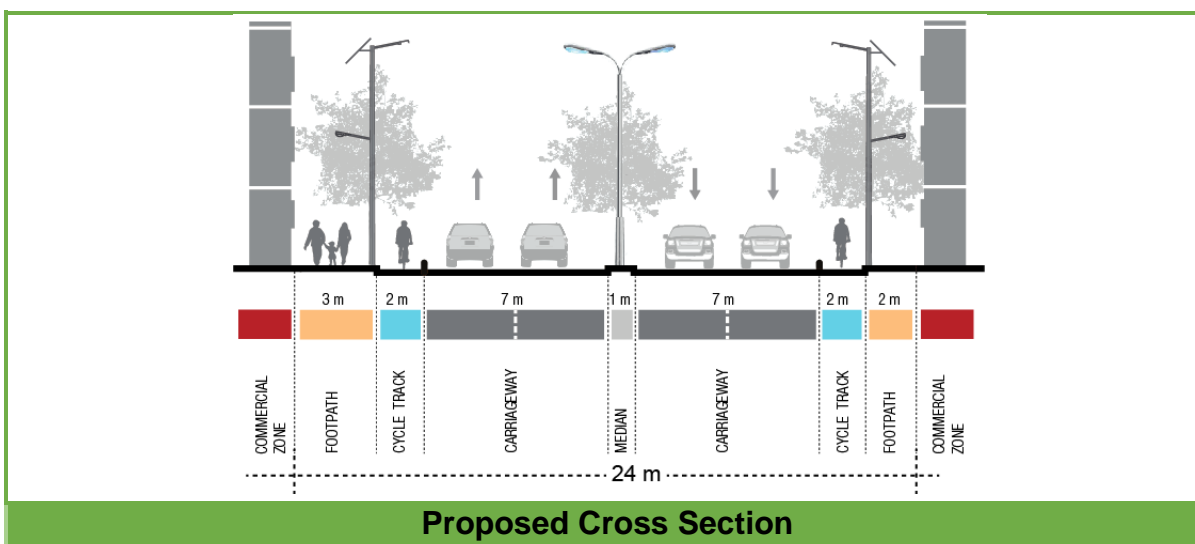 3 m 2 m 7 m 1 m 7 m 2 m 2 m
COMMERCIAL
ZONE
FOOTPATH
CYCLE TRACK
CARRIAGEWAY
MEDIAN
CARRIAGEWAY
CYCLE TRACK
FOOTPATH
COMMERCIAL
ZONE
24 m
Proposed Cross Section